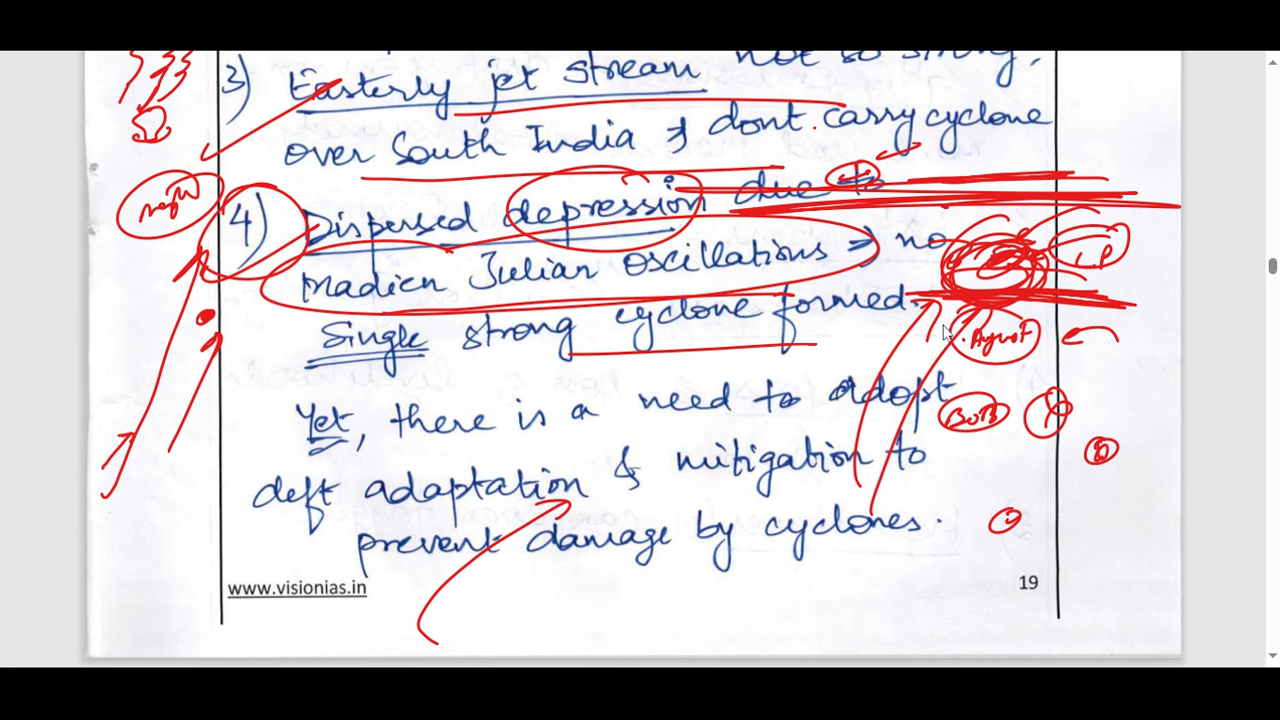 3) Easterly jet stream not so strong,
over South India & dont carry cyclone
4) Dispersed depression due to
Madien Julian Oscillations => no
Single strong cyclone formed.
August
BoB
Yet, there is a need to adopt
deft adaptation & mitigation to
prevent damage by cyclones.
www.visionias.in
19